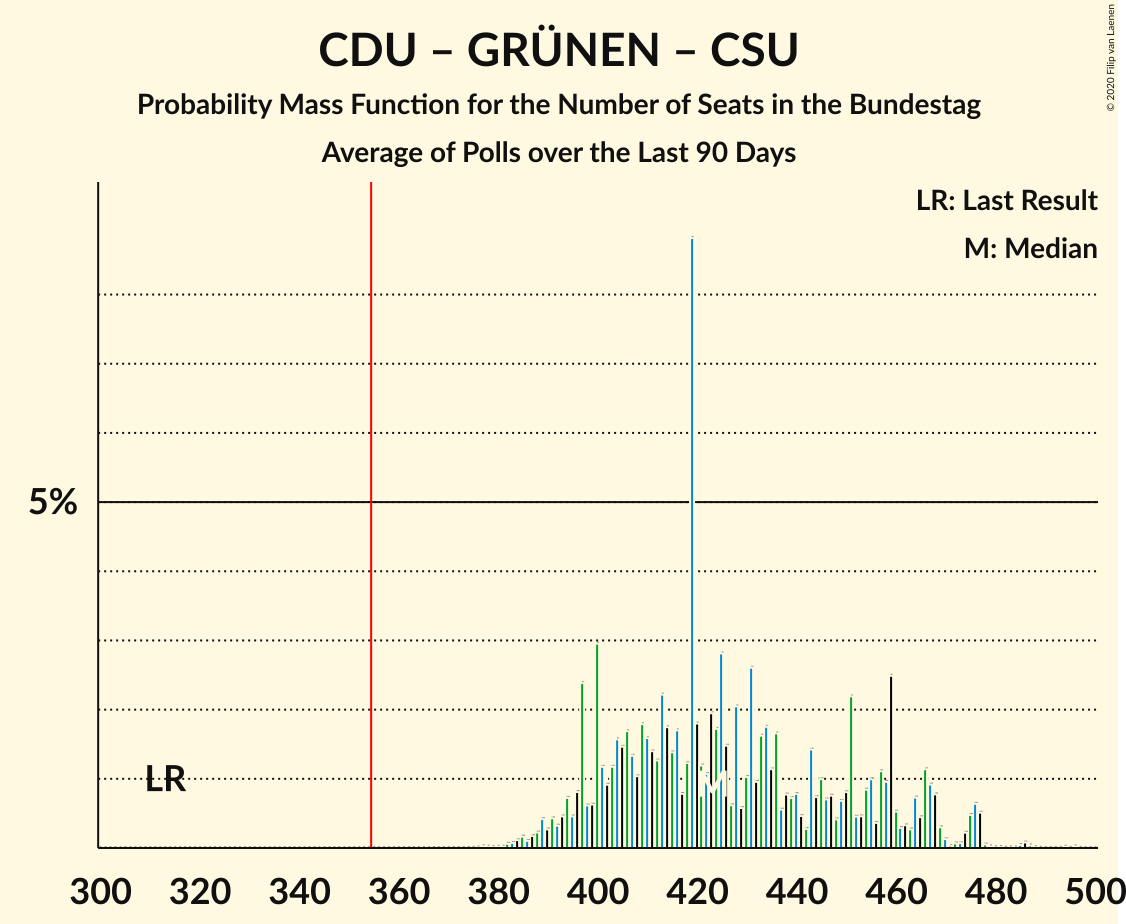 CDU – GRÜNEN – CSU
Probability Mass Function for the Number of Seats in the Bundestag
Average of Polls over the Last 90 Days
© 2020 Filip van Laenen
LR: Last Result
M: Median
5%
LR
300 320 340 360 380 400 420 440 460 480 500